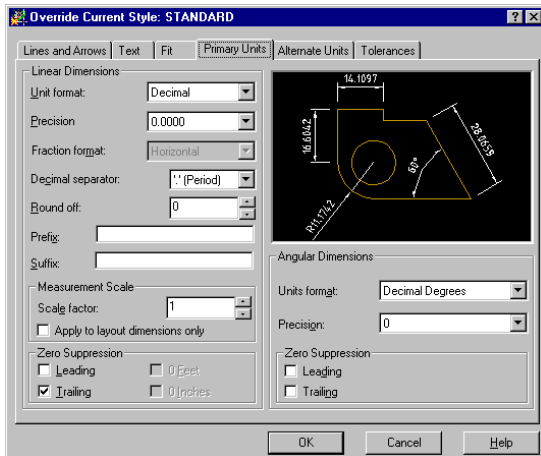 Override Current Style: STANDARD
Lines and Arrows
Text
Fit
Primary Units
Alternate Units
Tolerances
Linear Dimensions
Unit format:
Decimal
Precision
0.0000
Fraction format:
Horizontal
Decimal separator:
'.' (Period)
Round off:
0
Prefix:
Suffix:
Measurement Scale
Scale factor:
1
Apply to layout dimensions only
Zero Suppression
Leading
0 Feet
Trailing
0 Inches
14.1097
16.6042
28.0659
60°
R11.1742
Angular Dimensions
Units format:
Decimal Degrees
Precision:
0
Zero Suppression
Leading
Trailing
OK
Cancel
Help